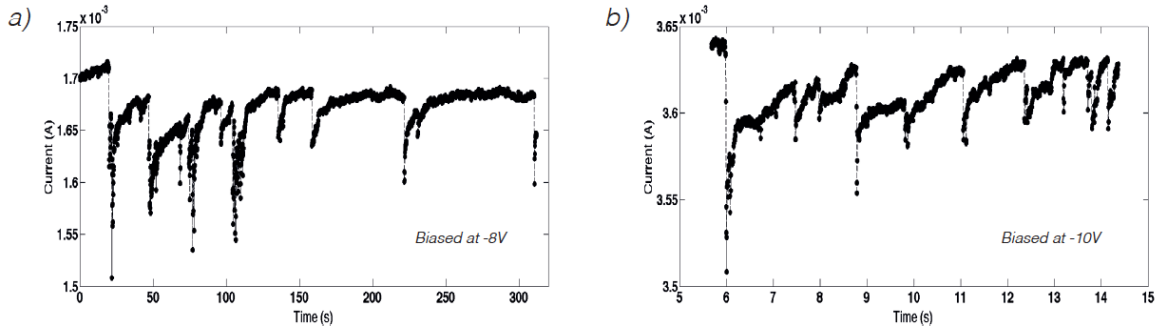 a)
1.75 x 10⁻³
1.7
1.65
1.6
1.55
1.5
Current (A)
0 50 100 150 200 250 300
Time (s)
Biased at -8V
b)
3.65 x 10⁻³
3.6
3.55
3.5
Current (A)
5 6 7 8 9 10 11 12 13 14 15
Time (s)
Biased at -10V